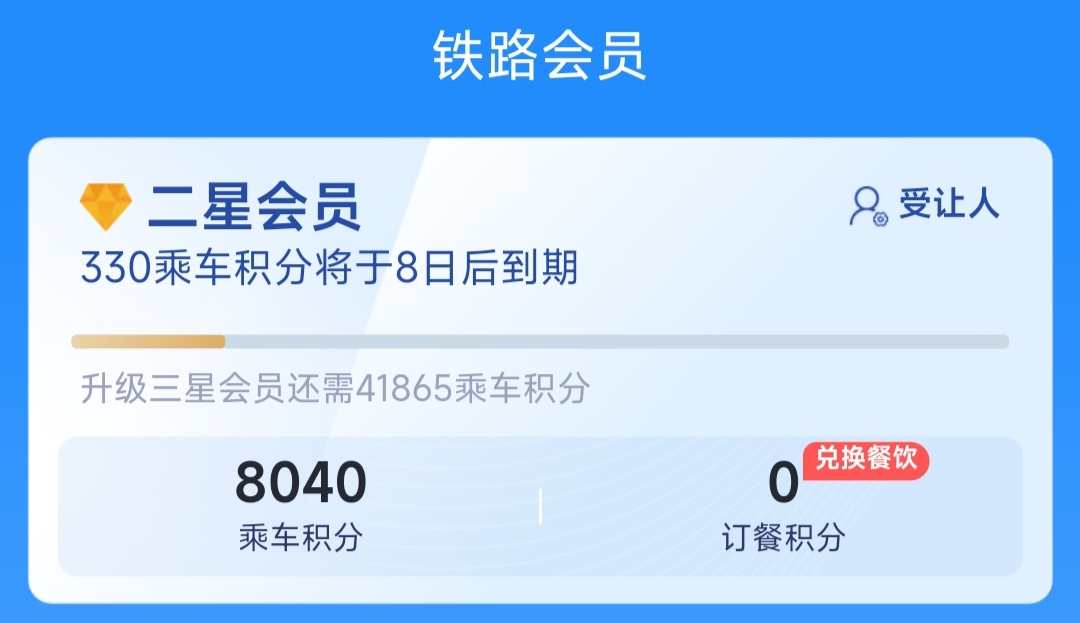 铁路会员
二星会员
受让人
330乘车积分将于8日后到期
升级三星会员还需41865乘车积分
8040
乘车积分
0
兑换餐饮
订餐积分